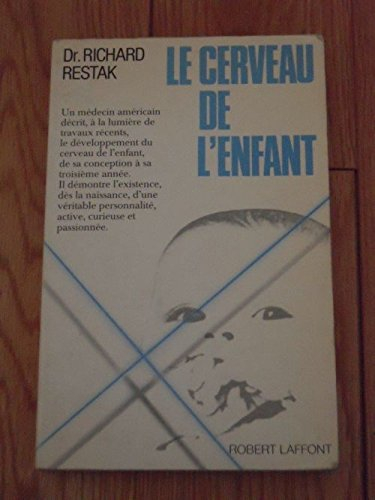 Dr. RICHARD
RESTAK
LE CERVEAU
DE
L'ENFANT
Un médecin américain
décrit, à la lumière de
travaux récents,
le développement du
cerveau de l'enfant,
de sa conception à sa
troisième année.
Il démontre l'existence,
dès la naissance, d'une
véritable personnalité,
active, curieuse et
passionnée.
ROBERT LAFFONT